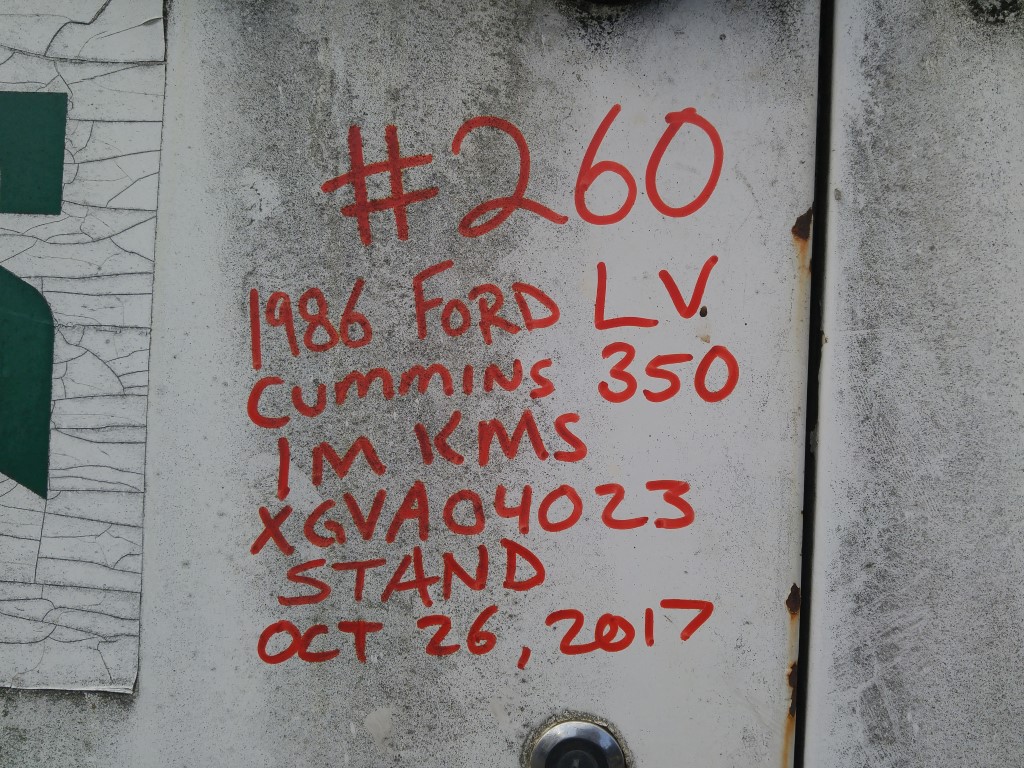 #260
1986 FORD LV.
CUMMINS 350
1M KMS
XGVA04023
STAND
OCT 26, 2017